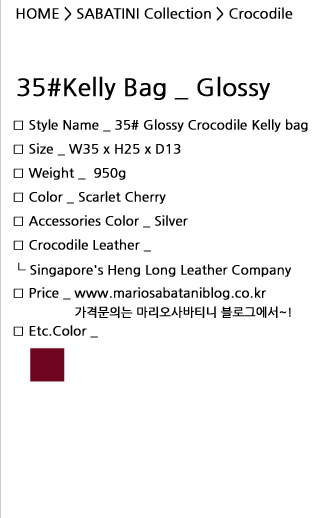 HOME > SABATINI Collection > Crocodile
35#Kelly Bag _ Glossy
□ Style Name _ 35# Glossy Crocodile Kelly bag
□ Size _ W35 x H25 x D13
□ Weight _ 950g
□ Color _ Scarlet Cherry
□ Accessories Color _ Silver
□ Crocodile Leather _
└ Singapore's Heng Long Leather Company
□ Price _ www.mariosabataniblog.co.kr
가격문의는 마리오사바티니 블로그에서~!
□ Etc.Color _